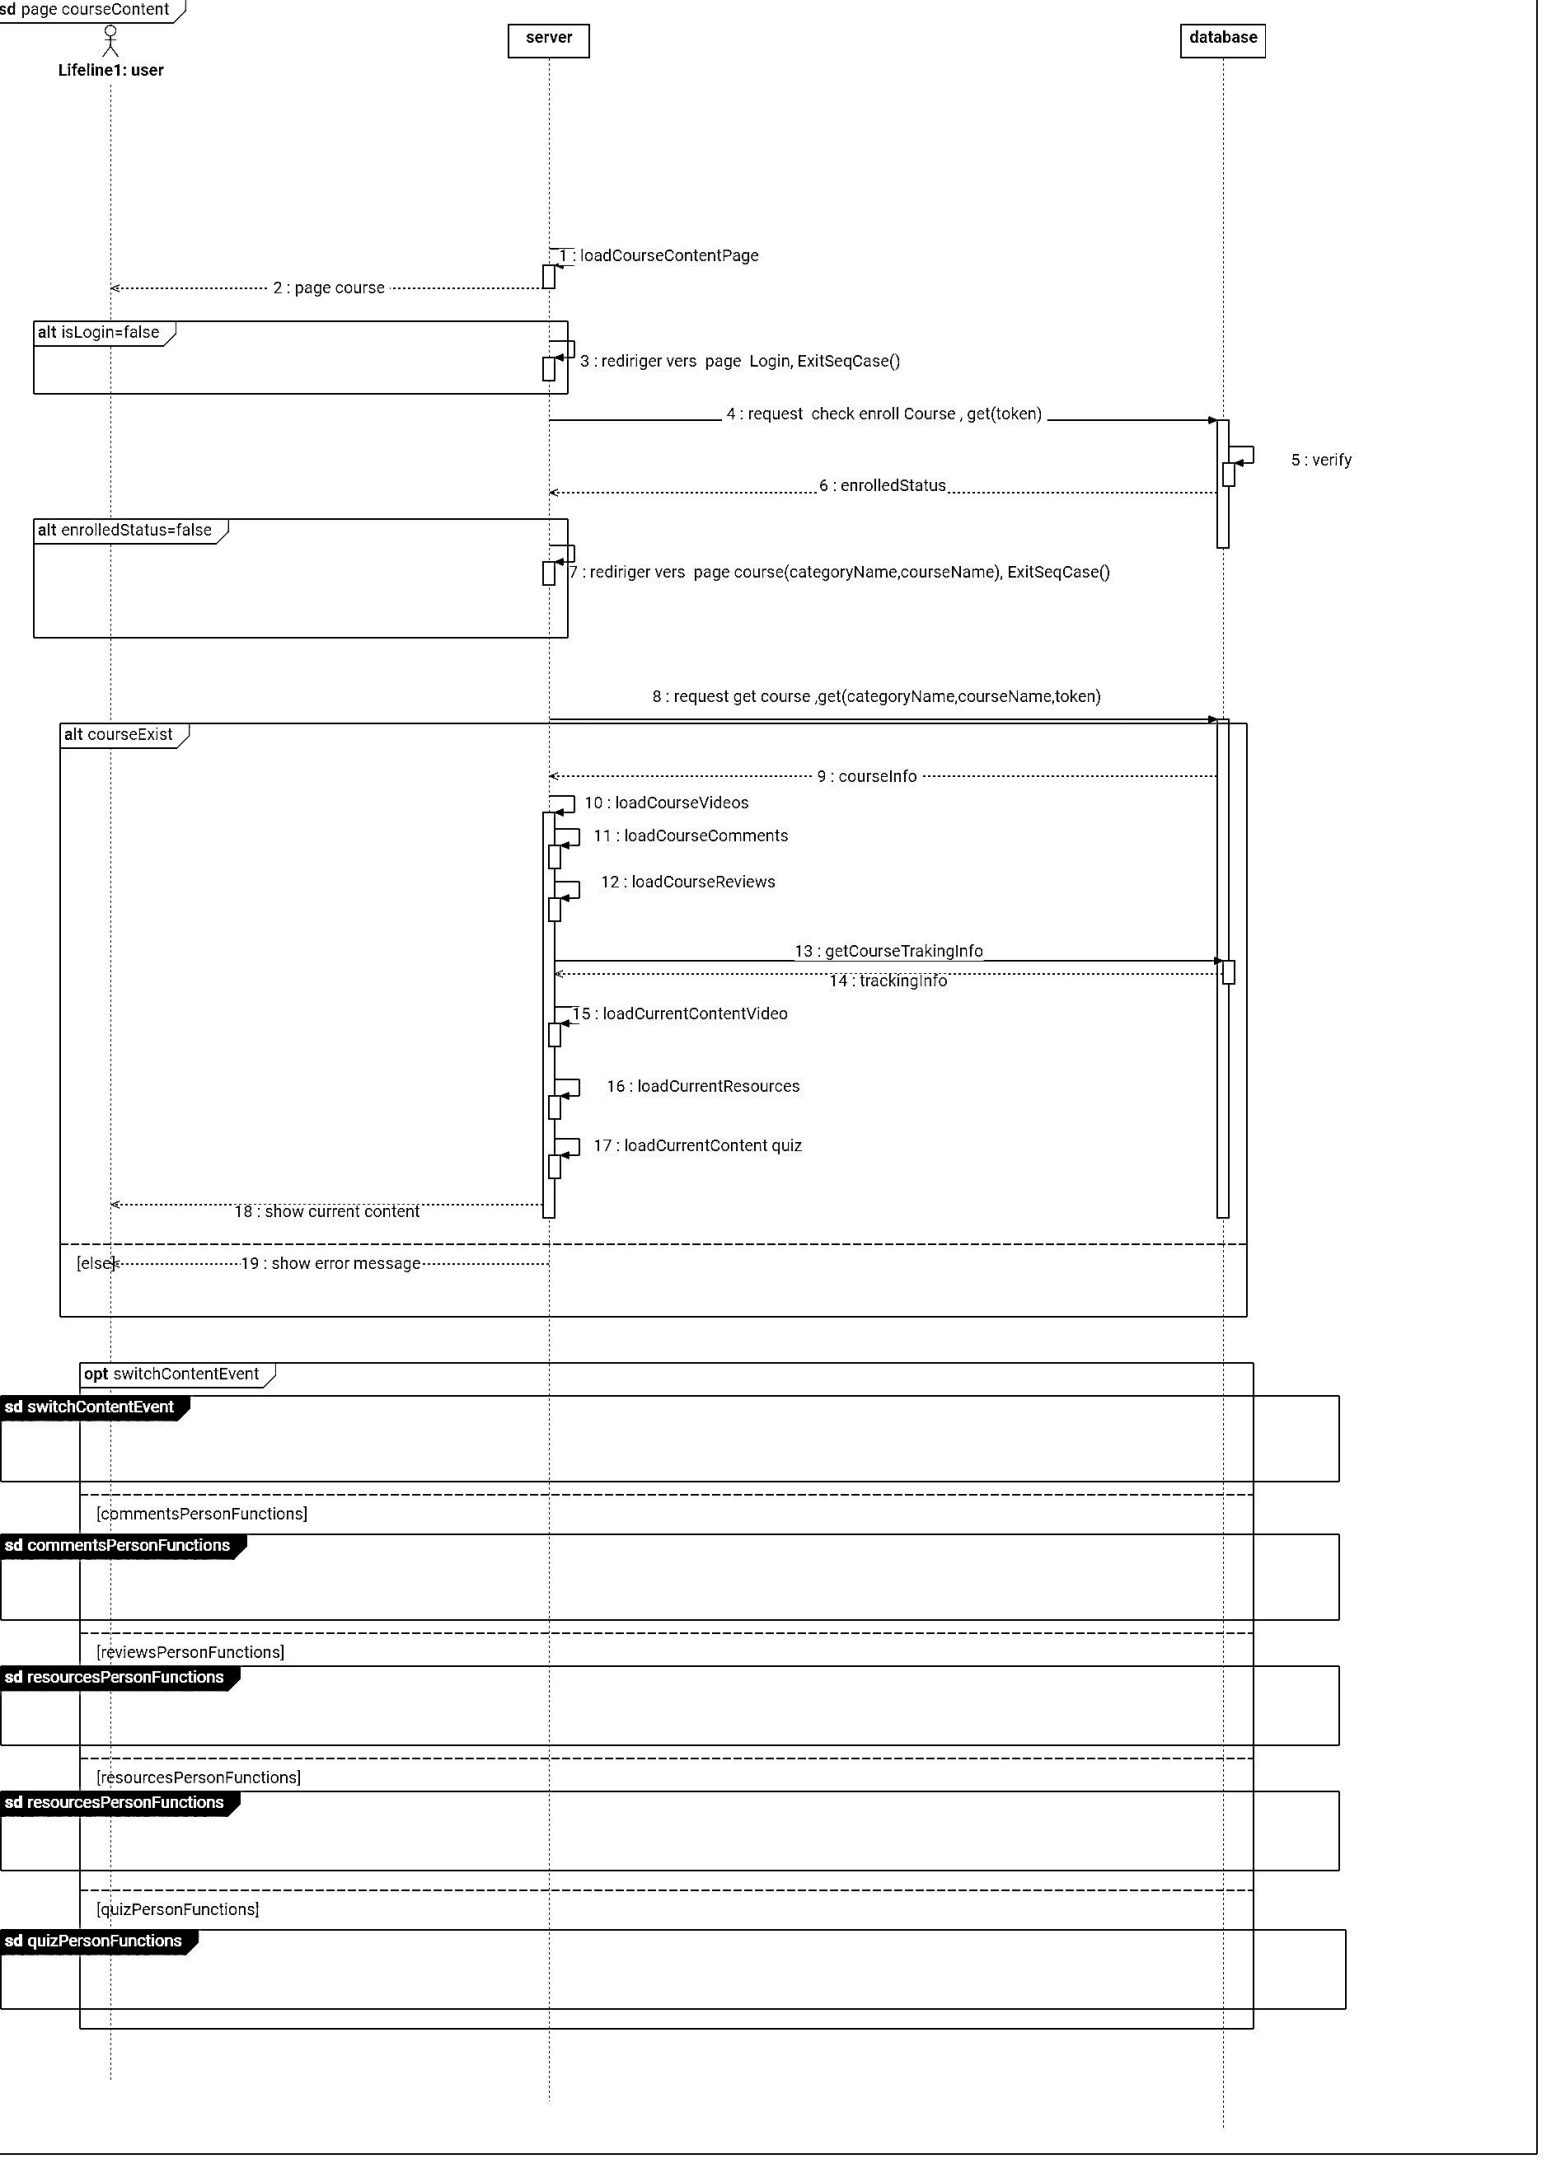 sd page courseContent
server
database
Lifeline1: user
1 : loadCourseContentPage
2 : page course
alt isLogin=false
3 : rediriger vers page Login, ExitSeqCase()
4 : request check enroll Course , get(token)
5 : verify
6 : enrolledStatus
alt enrolledStatus=false
7 : rediriger vers page course(categoryName,courseName), ExitSeqCase()
8 : request get course ,get(categoryName,courseName,token)
alt courseExist
9 : courseInfo
10 : loadCourseVideos
11 : loadCourseComments
12 : loadCourseReviews
13 : getCourseTrakingInfo
14 : trackingInfo
15 : loadCurrentContentVideo
16 : loadCurrentResources
17 : loadCurrentContent quiz
18 : show current content
[else]
19 : show error message
opt switchContentEvent
sd switchContentEvent
[commentsPersonFunctions]
sd commentsPersonFunctions
[reviewsPersonFunctions]
sd resourcesPersonFunctions
[resourcesPersonFunctions]
sd resourcesPersonFunctions
[quizPersonFunctions]
sd quizPersonFunctions